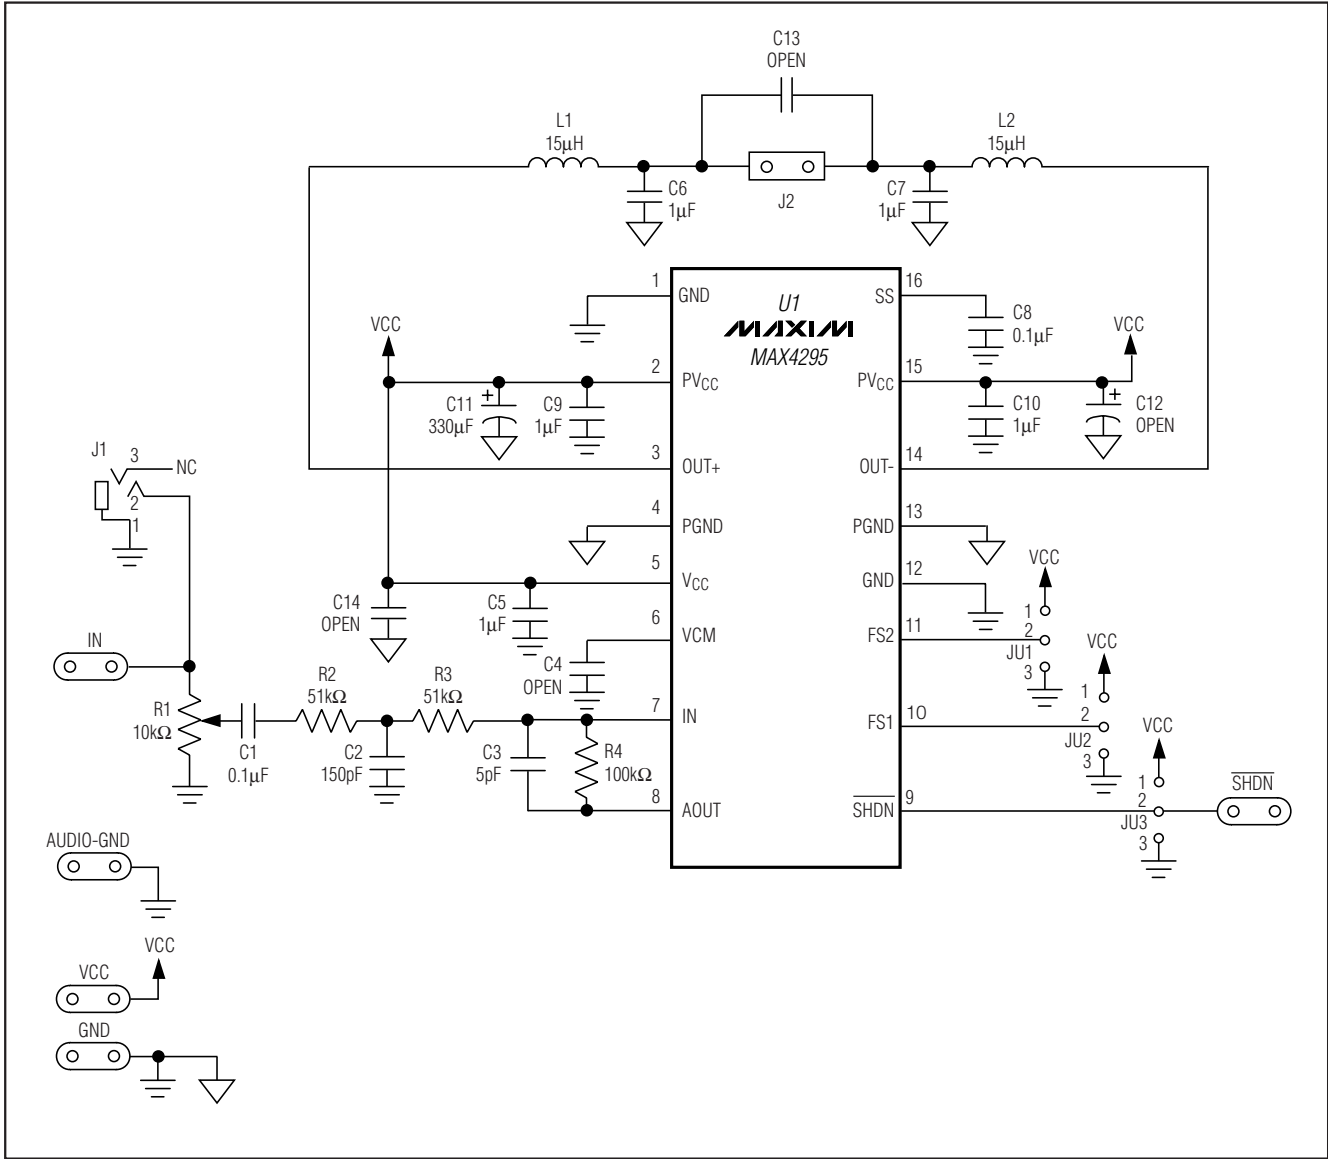 C13
OPEN
L1
15µH
L2
15µH
C6
1µF
J2
C7
1µF
1
GND
U1
MAXIM
MAX4295
SS
16
C8
0.1µF
VCC
2
PVCC
C11
330µF
+
C9
1µF
PVCC
15
C10
1µF
VCC
+
C12
OPEN
J1
3
NC
2
1
3
OUT+
OUT-
14
4
PGND
PGND
13
5
VCC
GND
12
C14
OPEN
C5
1µF
6
VCM
C4
OPEN
FS2
11
VCC
1
2
JU1
3
IN
R1
10kΩ
C1
0.1µF
R2
51kΩ
C2
150pF
R3
51kΩ
7
IN
C3
5pF
R4
100kΩ
8
AOUT
FS1
10
VCC
1
2
JU2
3
SHDN
9
VCC
1
2
JU3
3
SHDN
AUDIO-GND
VCC
VCC
GND